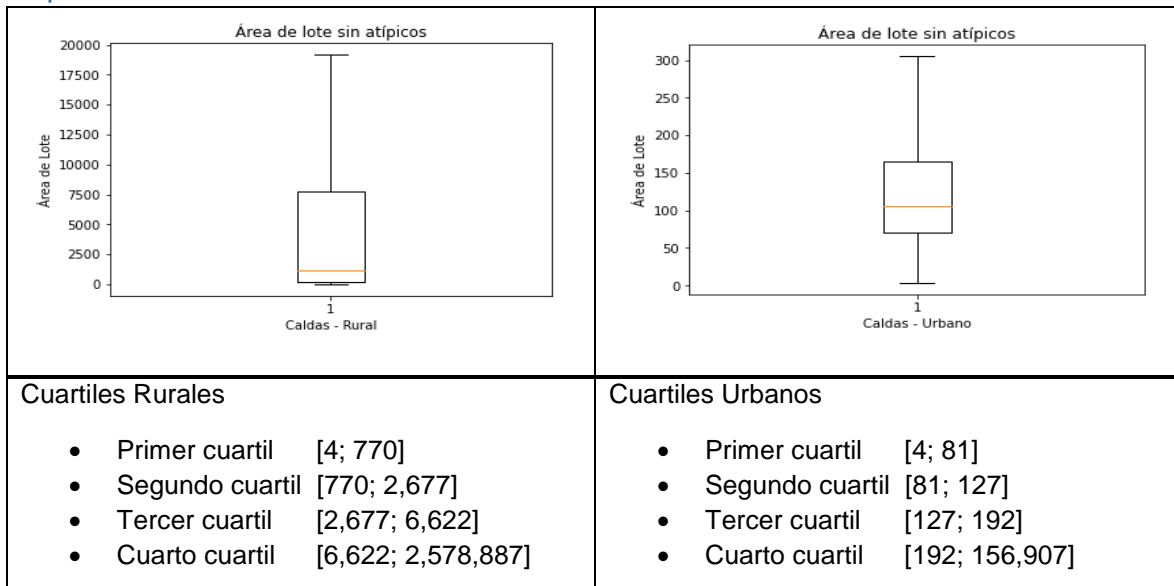 Área de lote sin atípicos
20000
17500
15000
12500
10000
7500
5000
2500
0
Área de Lote
1
Caldas - Rural
Área de lote sin atípicos
300
250
200
150
100
50
0
Área de Lote
1
Caldas - Urbano
Cuartiles Rurales
• Primer cuartil [4; 770]
• Segundo cuartil [770; 2,677]
• Tercer cuartil [2,677; 6,622]
• Cuarto cuartil [6,622; 2,578,887]
Cuartiles Urbanos
• Primer cuartil [4; 81]
• Segundo cuartil [81; 127]
• Tercer cuartil [127; 192]
• Cuarto cuartil [192; 156,907]